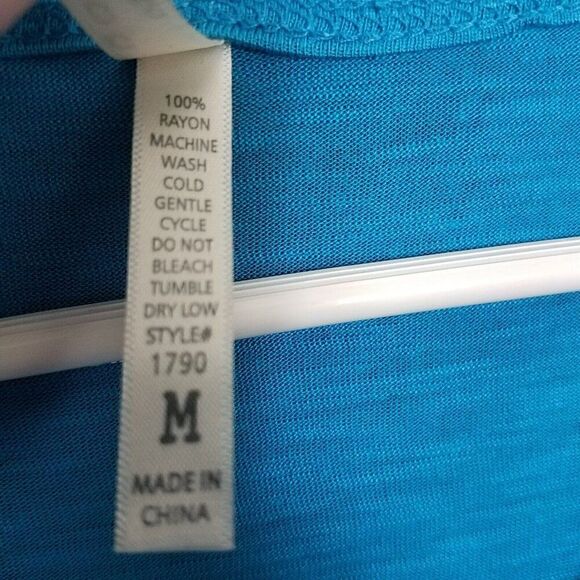 100%
RAYON
MACHINE
WASH
COLD
GENTLE
CYCLE
DO NOT
BLEACH
TUMBLE
DRY LOW
STYLE#
1790
M
MADE IN
CHINA